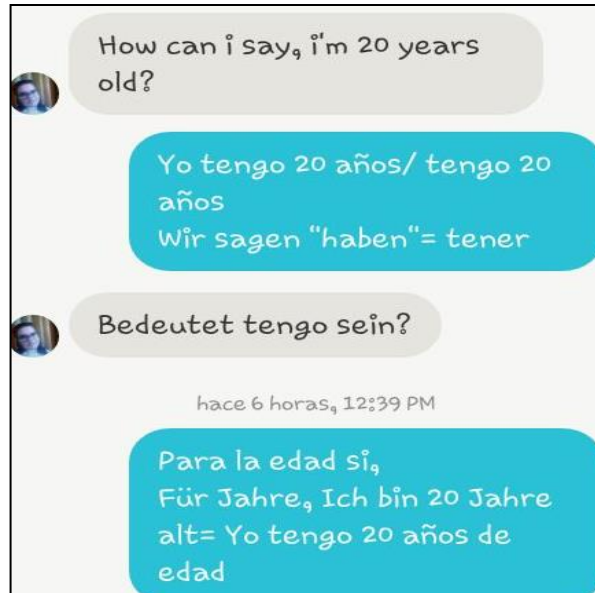 How can i say, i'm 20 years
old?
Yo tengo 20 años/ tengo 20
años
Wir sagen "haben"= tener
Bedeutet tengo sein?
hace 6 horas, 12:39 PM
Para la edad si,
Für Jahre, Ich bin 20 Jahre
alt= Yo tengo 20 años de
edad